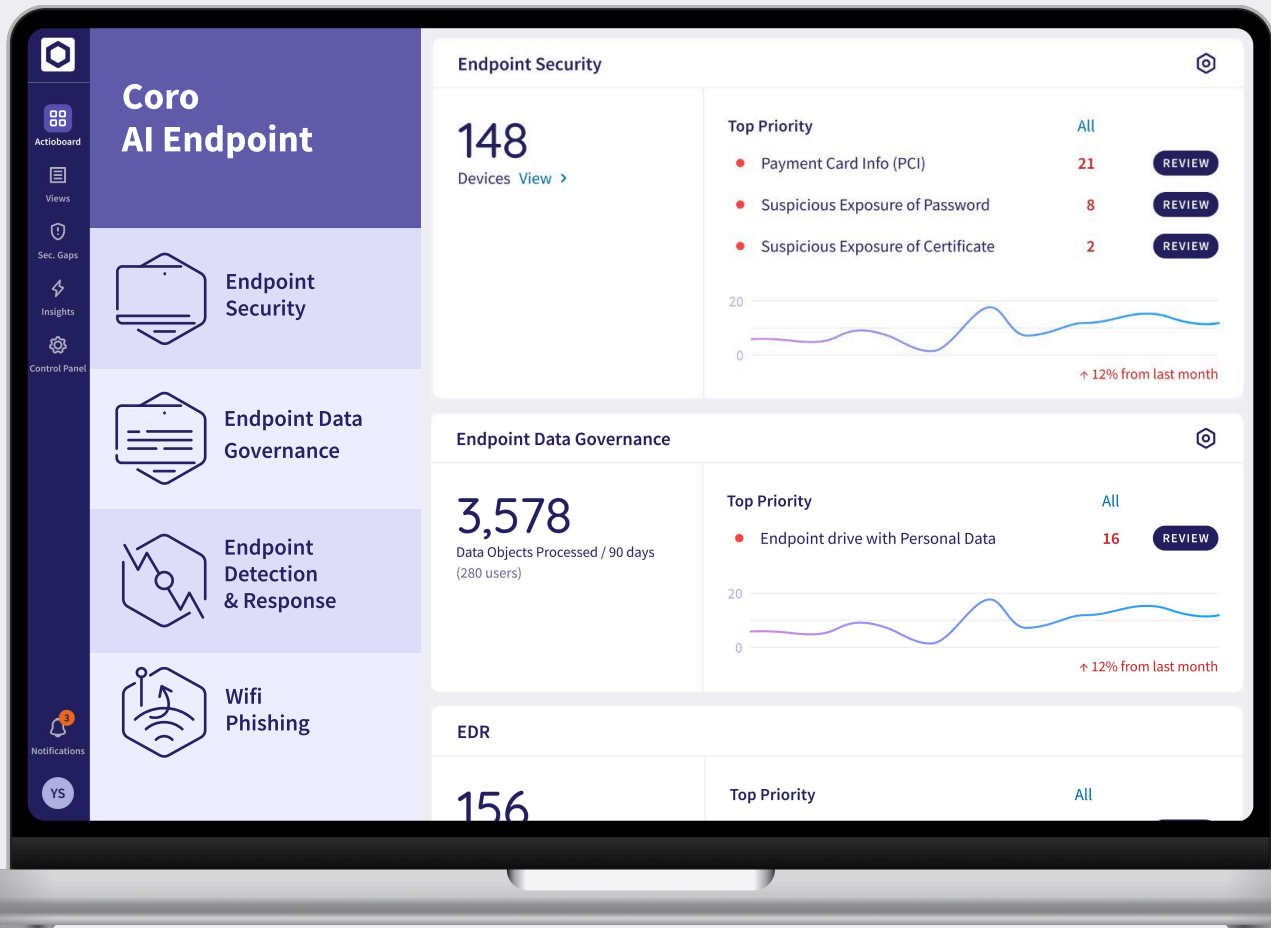 Coro
AI Endpoint
Actioboard
Views
Sec. Gaps
Insights
Control Panel
3
Notifications
YS
Endpoint
Security
Endpoint Data
Governance
Endpoint
Detection
& Response
Wifi
Phishing
Endpoint Security
148
Devices View >
Top Priority All
Payment Card Info (PCI) 21 REVIEW
Suspicious Exposure of Password 8 REVIEW
Suspicious Exposure of Certificate 2 REVIEW
20
0
↑ 12% from last month
Endpoint Data Governance
3,578
Data Objects Processed / 90 days
(280 users)
Top Priority All
Endpoint drive with Personal Data 16 REVIEW
20
0
↑ 12% from last month
EDR
156
Top Priority All